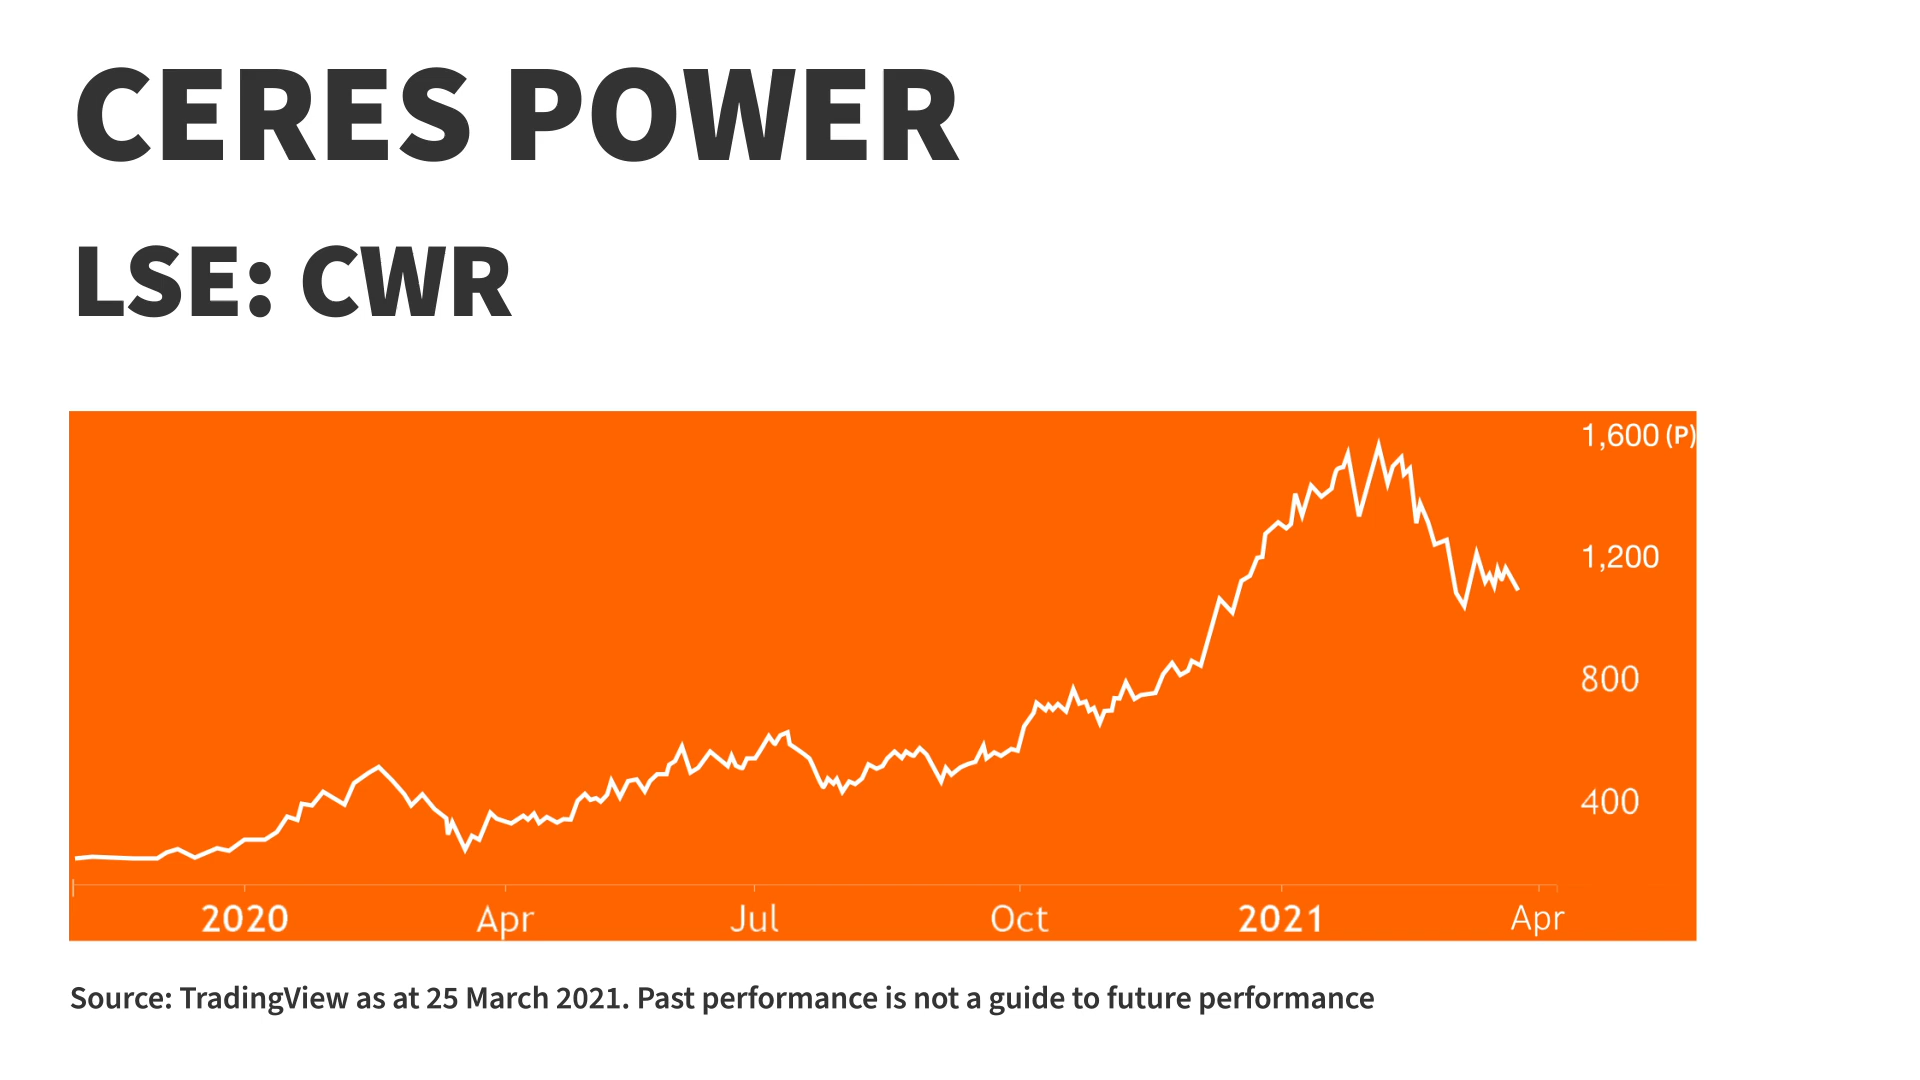 CERES POWER
LSE: CWR
1,600 (P)
1,200
800
400
2020 Apr Jul Oct 2021 Apr
Source: TradingView as at 25 March 2021. Past performance is not a guide to future performance